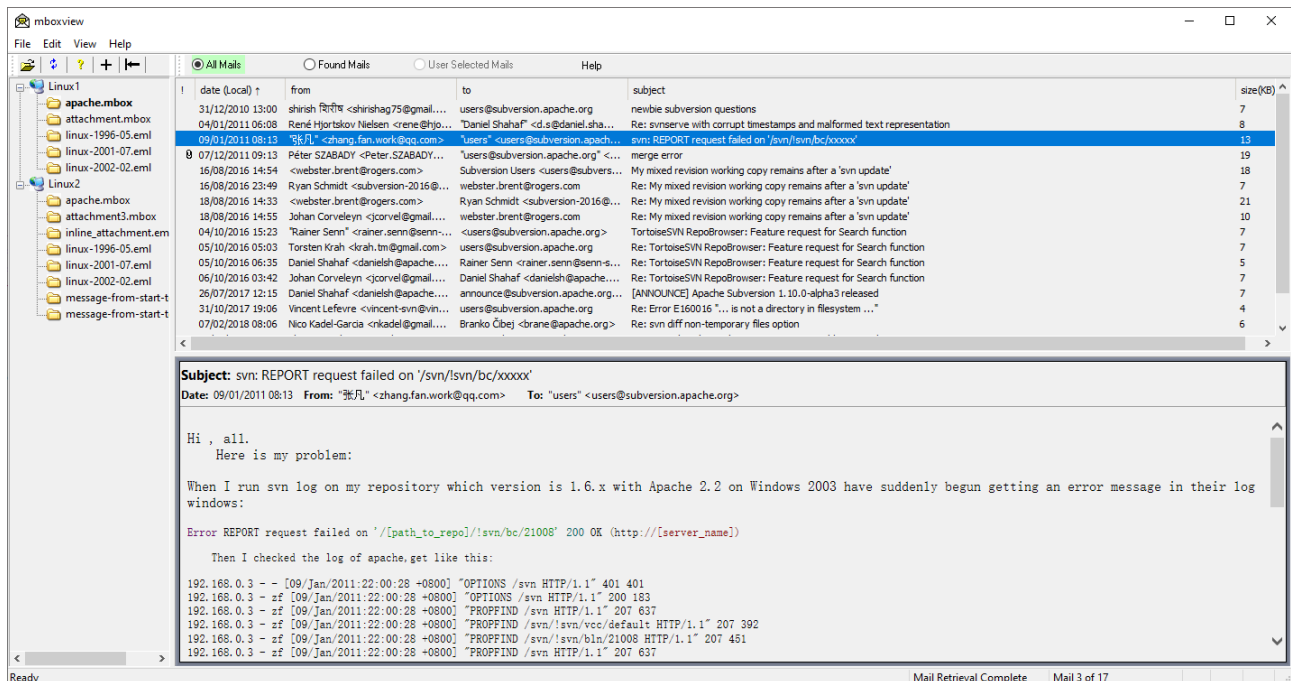 mboxview
File Edit View Help
All Mails Found Mails User Selected Mails Help
Linux1
apache.mbox
attachment.mbox
linux-1996-05.eml
linux-2001-07.eml
linux-2002-02.eml
Linux2
apache.mbox
attachment3.mbox
inline_attachment.em
linux-1996-05.eml
linux-2001-07.eml
linux-2002-02.eml
message-from-start-t
message-from-start-t
! date (Local) ↑ from to subject size(KB)
31/12/2010 13:00 shirish शिरीष <shirishag75@gmail.... users@subversion.apache.org newbie subversion questions 7
04/01/2011 06:08 René Hjortskov Nielsen <rene@hjo... "Daniel Shahaf" <d.s@daniel.sha... Re: svnserve with corrupt timestamps and malformed text representation 8
09/01/2011 08:13 "张凡" <zhang.fan.work@qq.com> "users" <users@subversion.apach... svn: REPORT request failed on '/svn/!svn/bc/xxxxx' 13
07/12/2011 09:13 Péter SZABADY <Peter.SZABADY... "users@subversion.apache.org" <... merge error 19
16/08/2016 14:54 <webster.brent@rogers.com> Subversion Users <users@subvers... My mixed revision working copy remains after a 'svn update' 18
16/08/2016 23:49 Ryan Schmidt <subversion-2016@... webster.brent@rogers.com Re: My mixed revision working copy remains after a 'svn update' 7
18/08/2016 14:33 <webster.brent@rogers.com> Ryan Schmidt <subversion-2016@... Re: My mixed revision working copy remains after a 'svn update' 21
18/08/2016 14:55 Johan Corveleyn <jcorvel@gmail.... webster.brent@rogers.com Re: My mixed revision working copy remains after a 'svn update' 10
04/10/2016 15:23 "Rainer Senn" <rainer.senn@senn-... <users@subversion.apache.org> TortoiseSVN RepoBrowser: Feature request for Search function 7
05/10/2016 05:03 Torsten Krah <krah.tm@gmail.com> users@subversion.apache.org Re: TortoiseSVN RepoBrowser: Feature request for Search function 7
05/10/2016 06:35 Daniel Shahaf <danielsh@apache.... Rainer Senn <rainer.senn@senn-s... Re: TortoiseSVN RepoBrowser: Feature request for Search function 5
06/10/2016 03:42 Johan Corveleyn <jcorvel@gmail.... Daniel Shahaf <danielsh@apache.... Re: TortoiseSVN RepoBrowser: Feature request for Search function 7
26/07/2017 12:15 Daniel Shahaf <danielsh@apache.... announce@subversion.apache.org... [ANNOUNCE] Apache Subversion 1.10.0-alpha3 released 7
31/10/2017 19:06 Vincent Lefevre <vincent-svn@vin... users@subversion.apache.org Re: Error E160016 "... is not a directory in filesystem ..." 4
07/02/2018 08:06 Nico Kadel-Garcia <nkadel@gmail.... Branko Čibej <brane@apache.org> Re: svn diff non-temporary files option 6
Subject: svn: REPORT request failed on '/svn/!svn/bc/xxxxx'
Date: 09/01/2011 08:13 From: "张凡" <zhang.fan.work@qq.com> To: "users" <users@subversion.apache.org>
Hi , all.
Here is my problem:
When I run svn log on my repository which version is 1.6.x with Apache 2.2 on Windows 2003 have suddenly begun getting an error message in their log
windows:
Error REPORT request failed on '/[path_to_repo]/!svn/bc/21008' 200 OK (http://[server_name])
Then I checked the log of apache,get like this:
192.168.0.3 - - [09/Jan/2011:22:00:28 +0800] "OPTIONS /svn HTTP/1.1" 401 401
192.168.0.3 - zf [09/Jan/2011:22:00:28 +0800] "OPTIONS /svn HTTP/1.1" 200 183
192.168.0.3 - zf [09/Jan/2011:22:00:28 +0800] "PROPFIND /svn HTTP/1.1" 207 637
192.168.0.3 - zf [09/Jan/2011:22:00:28 +0800] "PROPFIND /svn/!svn/vcc/default HTTP/1.1" 207 392
192.168.0.3 - zf [09/Jan/2011:22:00:28 +0800] "PROPFIND /svn/!svn/bln/21008 HTTP/1.1" 207 451
192.168.0.3 - zf [09/Jan/2011:22:00:28 +0800] "PROPFIND /svn HTTP/1.1" 207 637
Ready Mail Retrieval Complete Mail 3 of 17